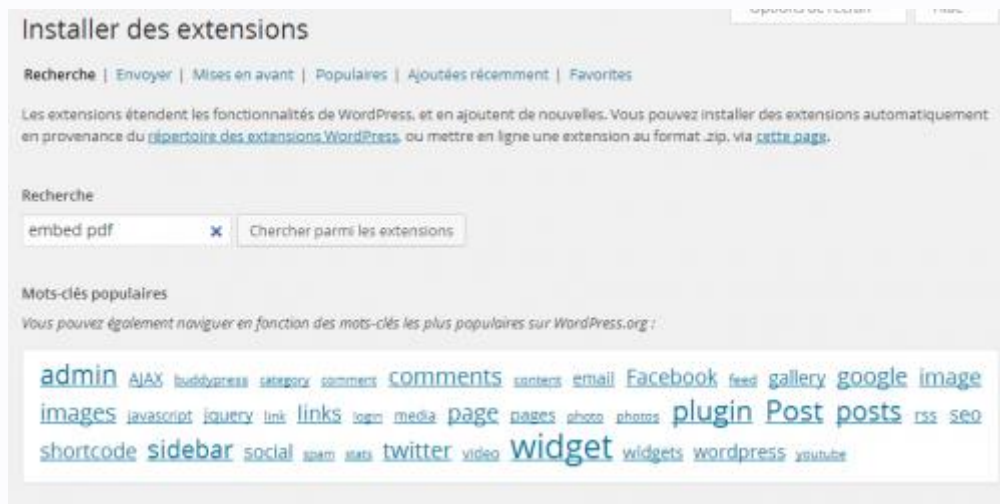 Installer des extensions
Recherche | Envoyer | Mises en avant | Populaires | Ajoutées récemment | Favorites
Les extensions étendent les fonctionnalités de WordPress, et en ajoutent de nouvelles. Vous pouvez installer des extensions automatiquement
en provenance du répertoire des extensions WordPress, ou mettre en ligne une extension au format .zip, via cette page.
Recherche
embed pdf × Chercher parmi les extensions
Mots-clés populaires
Vous pouvez également naviguer en fonction des mots-clés les plus populaires sur WordPress.org :
admin AJAX buddypress category comment comments content email Facebook feed gallery google image
images javascript jquery link links login media page pages photo photos plugin Post posts rss seo
shortcode sidebar social spam stats twitter video widget widgets wordpress youtube